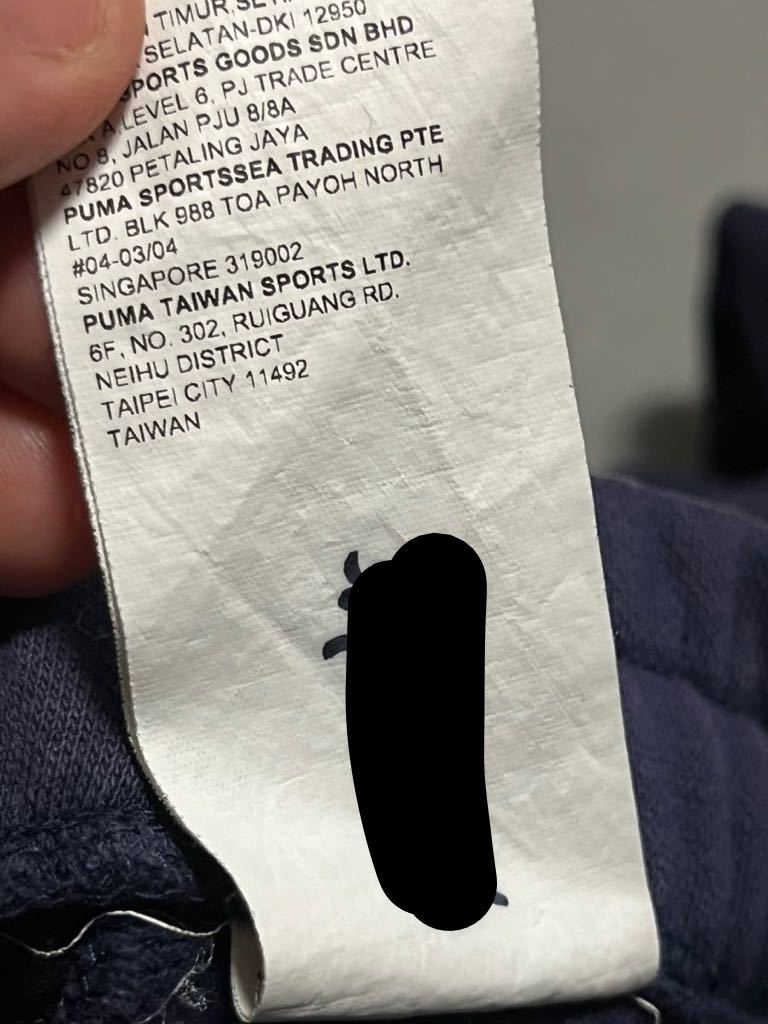 TIMUR,
SELATAN-DKI 12950
SPORTS GOODS SDN BHD
LEVEL 6, PJ TRADE CENTRE
NO 8, JALAN PJU 8/8A
47820 PETALING JAYA
PUMA SPORTSSEA TRADING PTE
LTD. BLK 988 TOA PAYOH NORTH
#04-03/04
SINGAPORE 319002
PUMA TAIWAN SPORTS LTD.
6F, NO. 302, RUIGUANG RD.
NEIHU DISTRICT
TAIPEI CITY 11492
TAIWAN